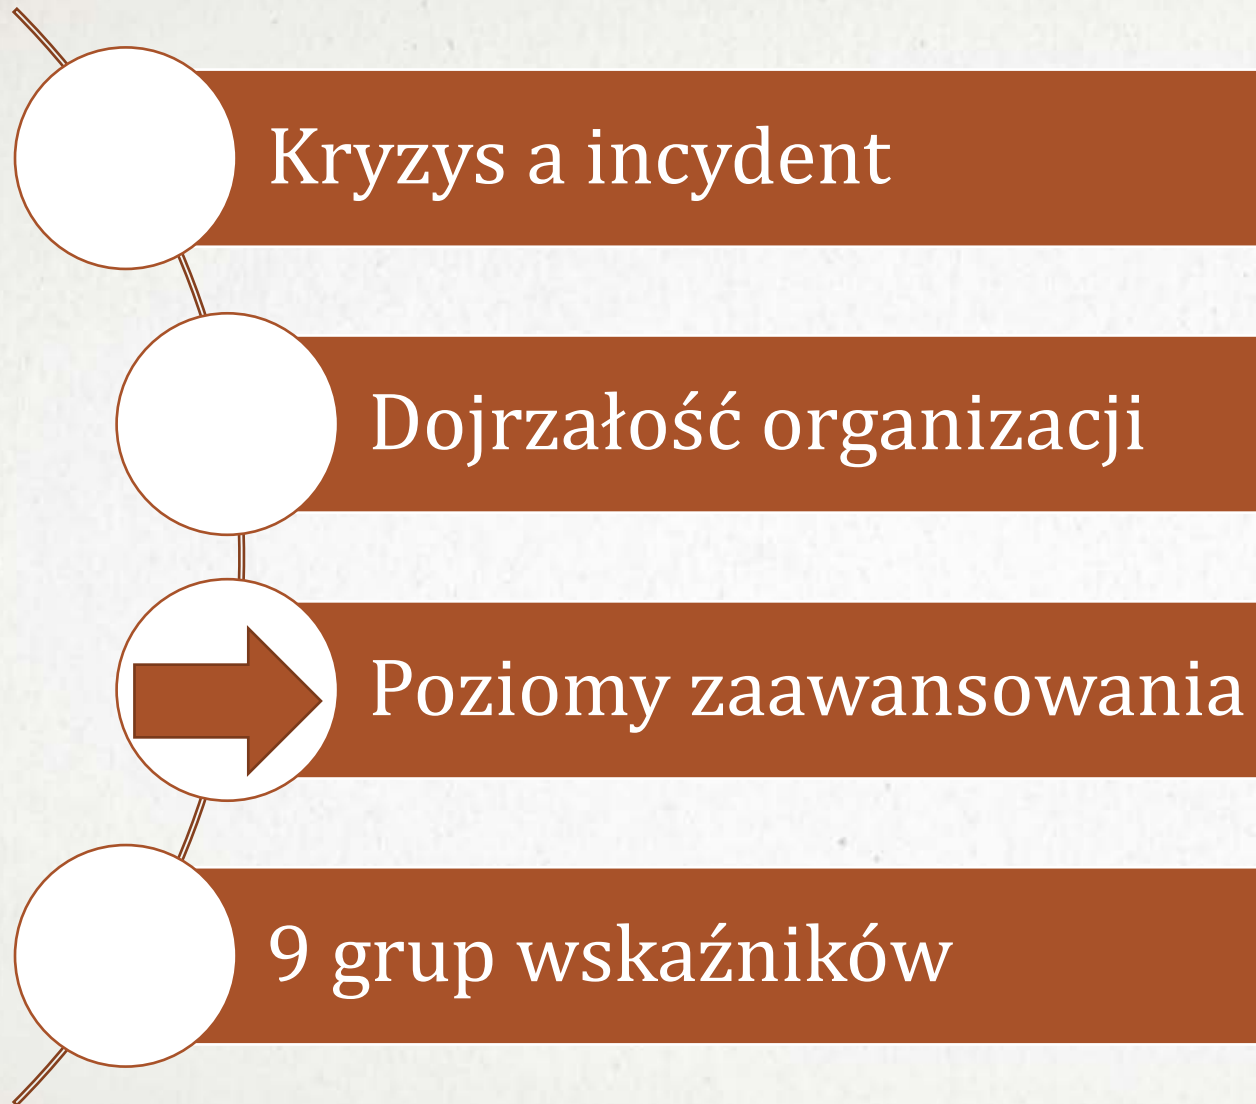 Kryzys a incydent
Dojrzałość organizacji
Poziomy zaawansowania
9 grup wskaźników